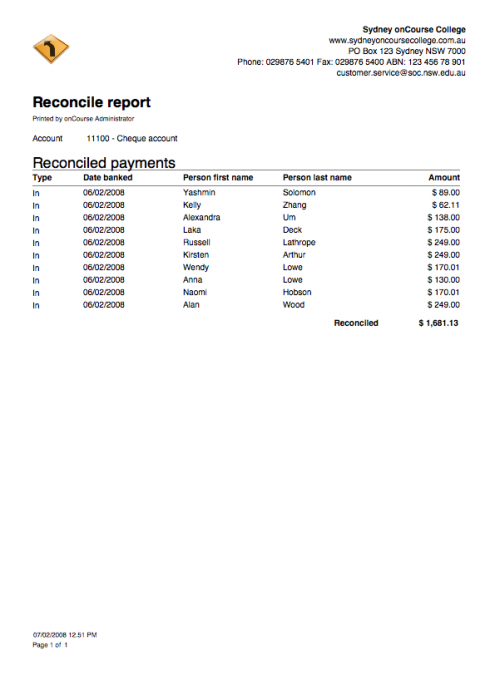 Sydney onCourse College
www.sydneyoncoursecollege.com.au
PO Box 123 Sydney NSW 7000
Phone: 029876 5401 Fax: 029876 5400 ABN: 123 456 78 901
customer.service@soc.nsw.edu.au
Reconcile report
Printed by onCourse Administrator
Account 11100 - Cheque account
Reconciled payments
Type Date banked Person first name Person last name Amount
In 06/02/2008 Yashmin Solomon $ 89.00
In 06/02/2008 Kelly Zhang $ 62.11
In 06/02/2008 Alexandra Um $ 138.00
In 06/02/2008 Laka Deck $ 175.00
In 06/02/2008 Russell Lathrope $ 249.00
In 06/02/2008 Kirsten Arthur $ 249.00
In 06/02/2008 Wendy Lowe $ 170.01
In 06/02/2008 Anna Lowe $ 130.00
In 06/02/2008 Naomi Hobson $ 170.01
In 06/02/2008 Alan Wood $ 249.00
Reconciled $ 1,681.13
07/02/2008 12.51 PM
Page 1 of 1